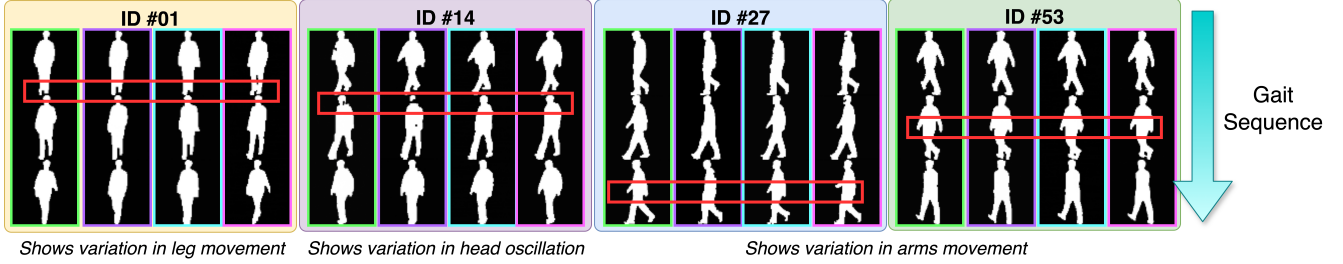 ID #01
ID #14
ID #27
ID #53
Gait
Sequence
Shows variation in leg movement
Shows variation in head oscillation
Shows variation in arms movement